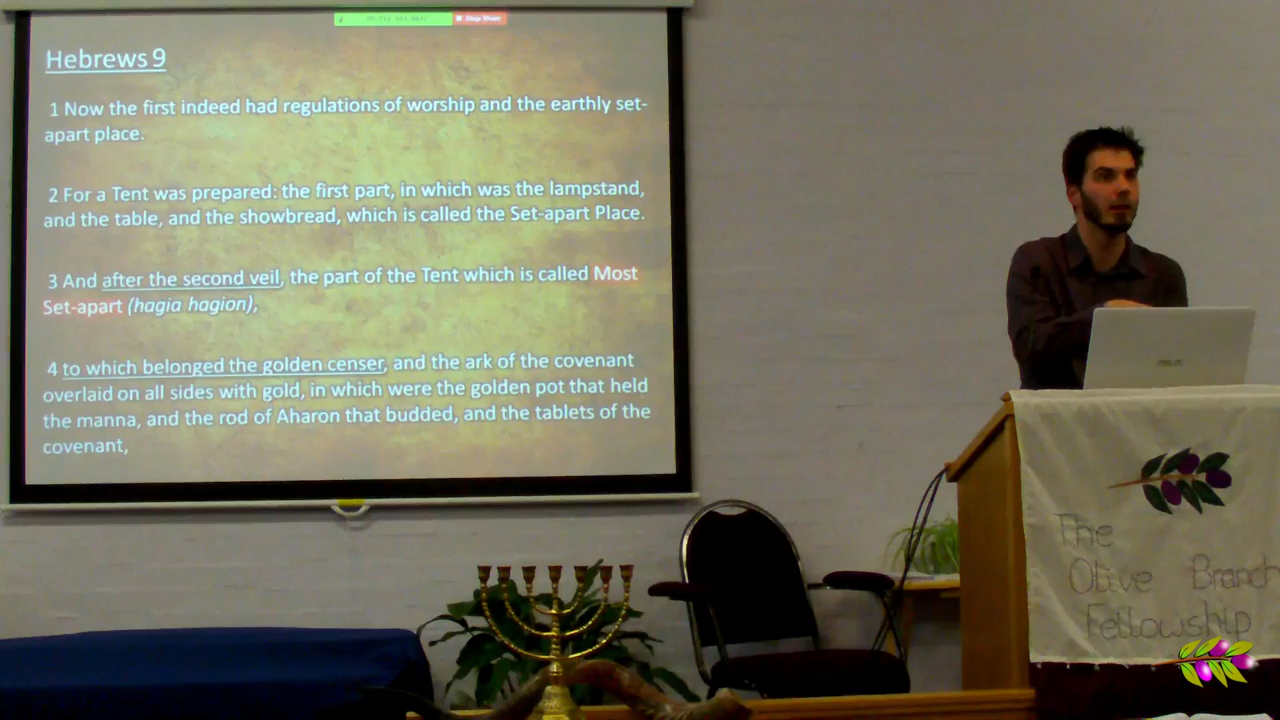 Stop Share
Hebrews 9
1 Now the first indeed had regulations of worship and the earthly set-
apart place.
2 For a Tent was prepared: the first part, in which was the lampstand,
and the table, and the showbread, which is called the Set-apart Place.
3 And after the second veil, the part of the Tent which is called Most
Set-apart (hagia hagion),
4 to which belonged the golden censer, and the ark of the covenant
overlaid on all sides with gold, in which were the golden pot that held
the manna, and the rod of Aharon that budded, and the tablets of the
covenant,
ASUS
The
Olive Branch
Fellowship